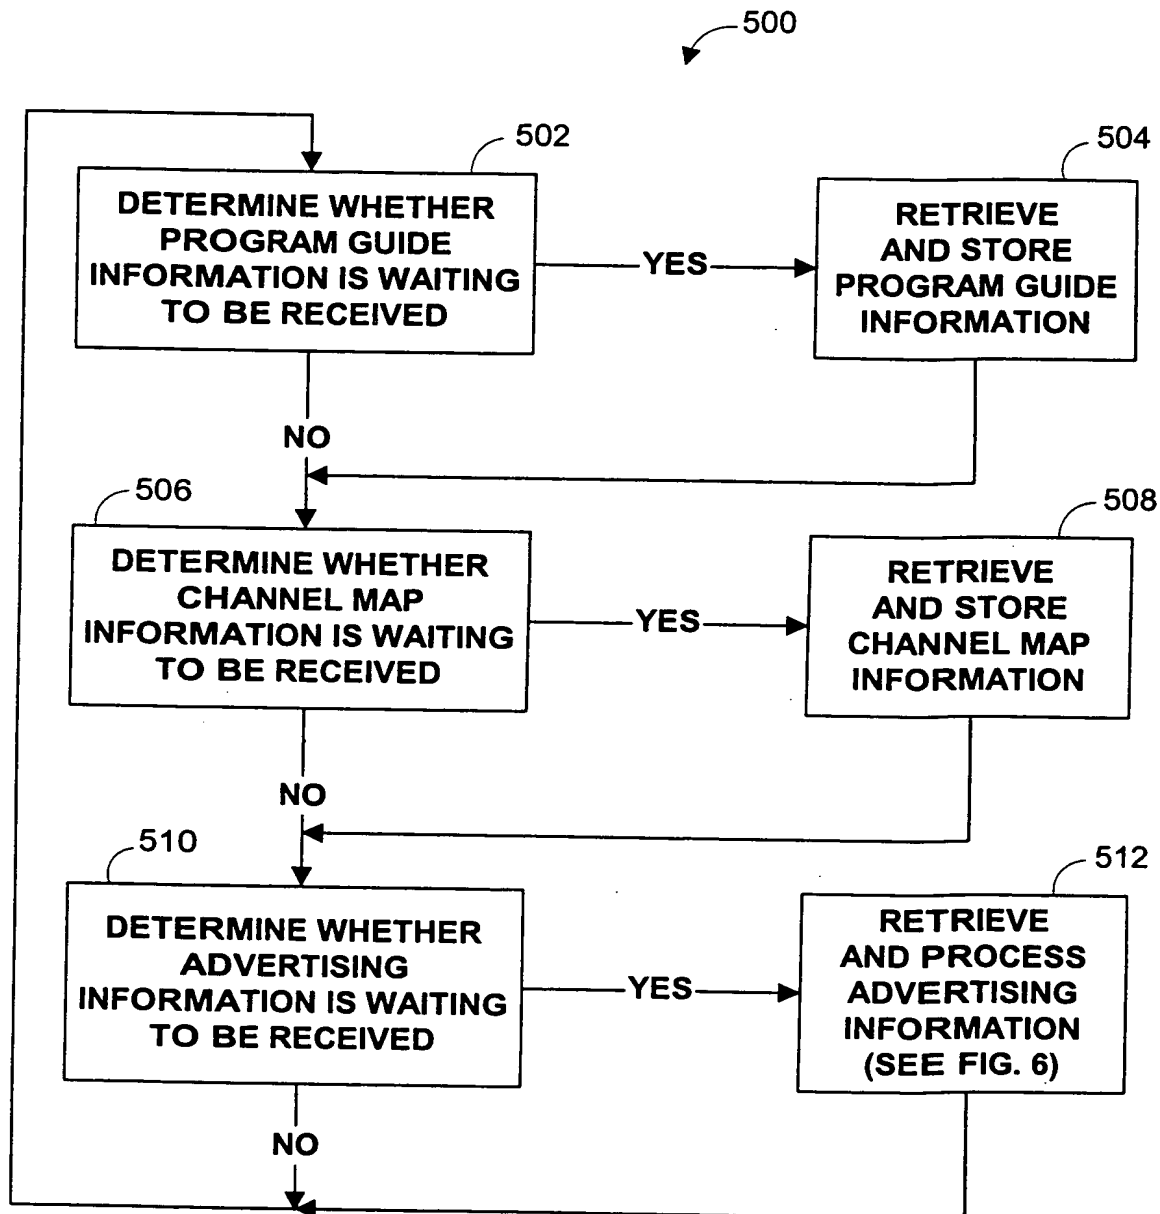 500
502
DETERMINE WHETHER
PROGRAM GUIDE
INFORMATION IS WAITING
TO BE RECEIVED
YES
504
RETRIEVE
AND STORE
PROGRAM GUIDE
INFORMATION
NO
506
DETERMINE WHETHER
CHANNEL MAP
INFORMATION IS WAITING
TO BE RECEIVED
YES
508
RETRIEVE
AND STORE
CHANNEL MAP
INFORMATION
NO
510
DETERMINE WHETHER
ADVERTISING
INFORMATION IS WAITING
TO BE RECEIVED
YES
512
RETRIEVE
AND PROCESS
ADVERTISING
INFORMATION
(SEE FIG. 6)
NO